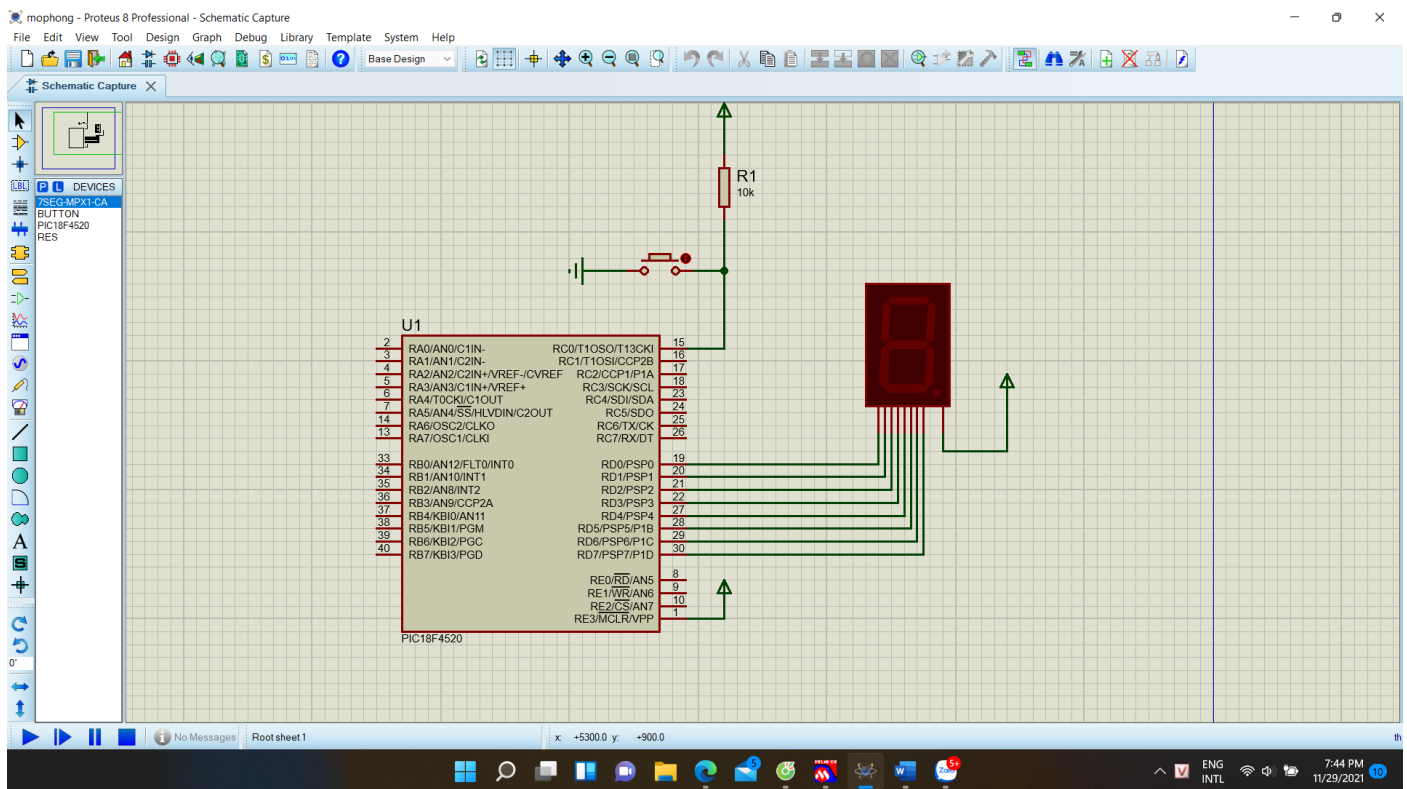 mophong - Proteus 8 Professional - Schematic Capture
File Edit View Tool Design Graph Debug Library Template System Help
Base Design
Schematic Capture
P L DEVICES
7SEG-MPX1-CA
BUTTON
PIC18F4520
RES
LBL
A
S
0°
R1
10k
U1
2 RA0/AN0/C1IN- RC0/T1OSO/T13CKI 15
3 RA1/AN1/C2IN- RC1/T1OSI/CCP2B 16
4 RA2/AN2/C2IN+/VREF-/CVREF RC2/CCP1/P1A 17
5 RA3/AN3/C1IN+/VREF+ RC3/SCK/SCL 18
6 RA4/T0CKI/C1OUT RC4/SDI/SDA 23
7 RA5/AN4/SS/HLVDIN/C2OUT RC5/SDO 24
14 RA6/OSC2/CLKO RC6/TX/CK 25
13 RA7/OSC1/CLKI RC7/RX/DT 26
33 RB0/AN12/FLT0/INT0 RD0/PSP0 19
34 RB1/AN10/INT1 RD1/PSP1 20
35 RB2/AN8/INT2 RD2/PSP2 21
36 RB3/AN9/CCP2A RD3/PSP3 22
37 RB4/KBI0/AN11 RD4/PSP4 27
38 RB5/KBI1/PGM RD5/PSP5/P1B 28
39 RB6/KBI2/PGC RD6/PSP6/P1C 29
40 RB7/KBI3/PGD RD7/PSP7/P1D 30
RE0/RD/AN5 8
RE1/WR/AN6 9
RE2/CS/AN7 10
RE3/MCLR/VPP 1
PIC18F4520
No Messages Root sheet 1 x: +5300.0 y: +900.0 th
5 W Zalo 5+ V ENG 7:44 PM
INTL 11/29/2021 10